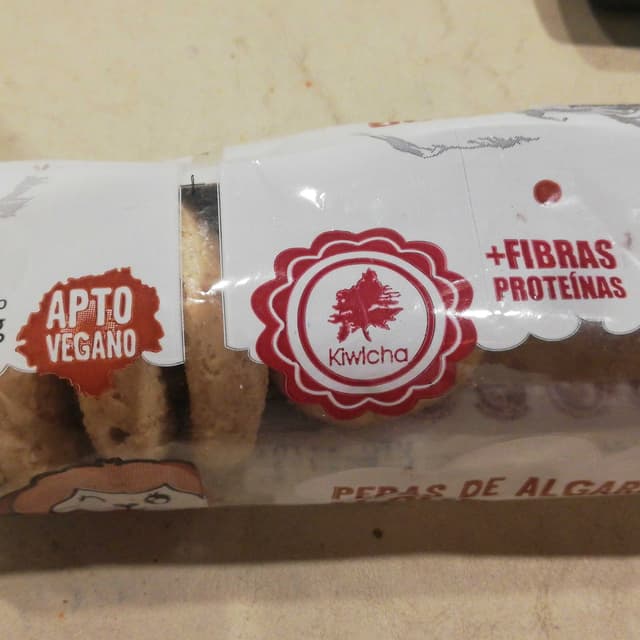 APTO
VEGANO
Kiwicha
+FIBRAS
PROTEÍNAS
PEPAS DE ALGAR